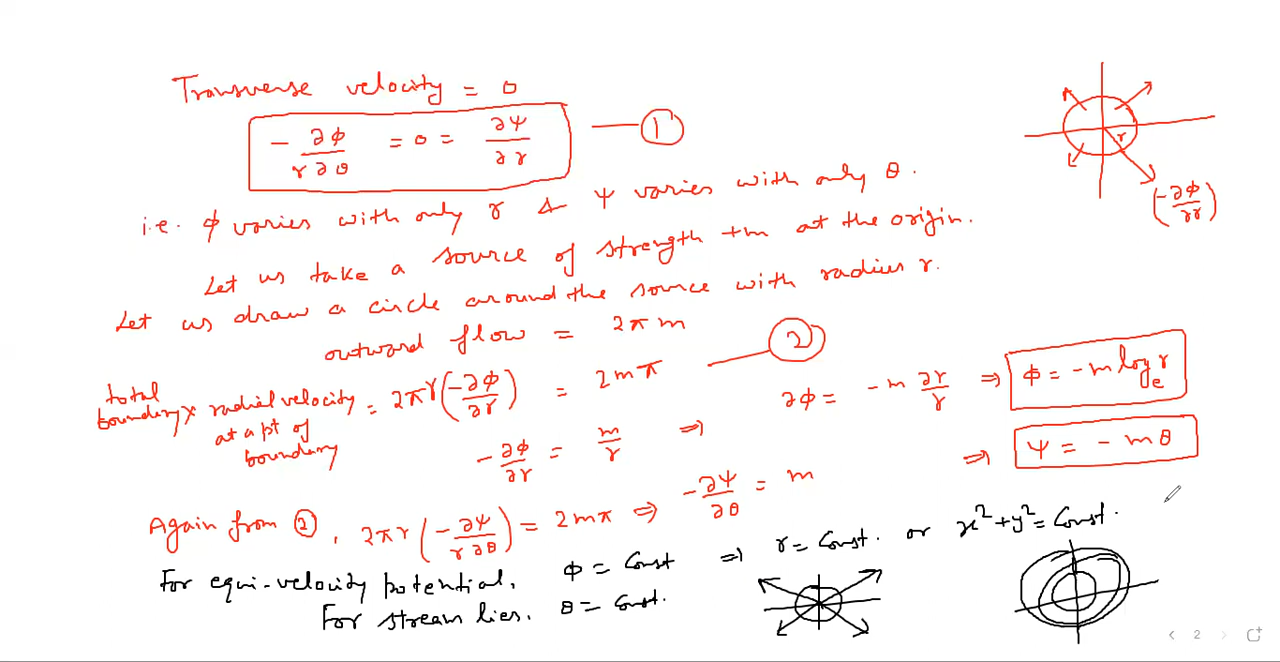 Transverse velocity = 0
- ∂ϕ/r∂θ = 0 = ∂ψ/∂r — ①
r
(-∂ϕ/∂r)
i.e. ϕ varies with only r & ψ varies with only θ.
Let us take a source of strength +m at the origin.
Let us draw a circle around the source with radius r.
outward flow = 2πm
total boundary × radial velocity at a pt of boundary = 2πr(-∂ϕ/∂r) = 2mπ — ②
-∂ϕ/∂r = m/r ⇒ ∂ϕ = -m ∂r/r ⇒ ϕ = -m log_e r
Again from ②, 2πr(-∂ψ/r∂θ) = 2mπ ⇒ -∂ψ/∂θ = m ⇒ ψ = -mθ
For equi-velocity potential, ϕ = Const ⇒ r = Const. or x²+y² = Const.
For stream lies. θ = Const.
2